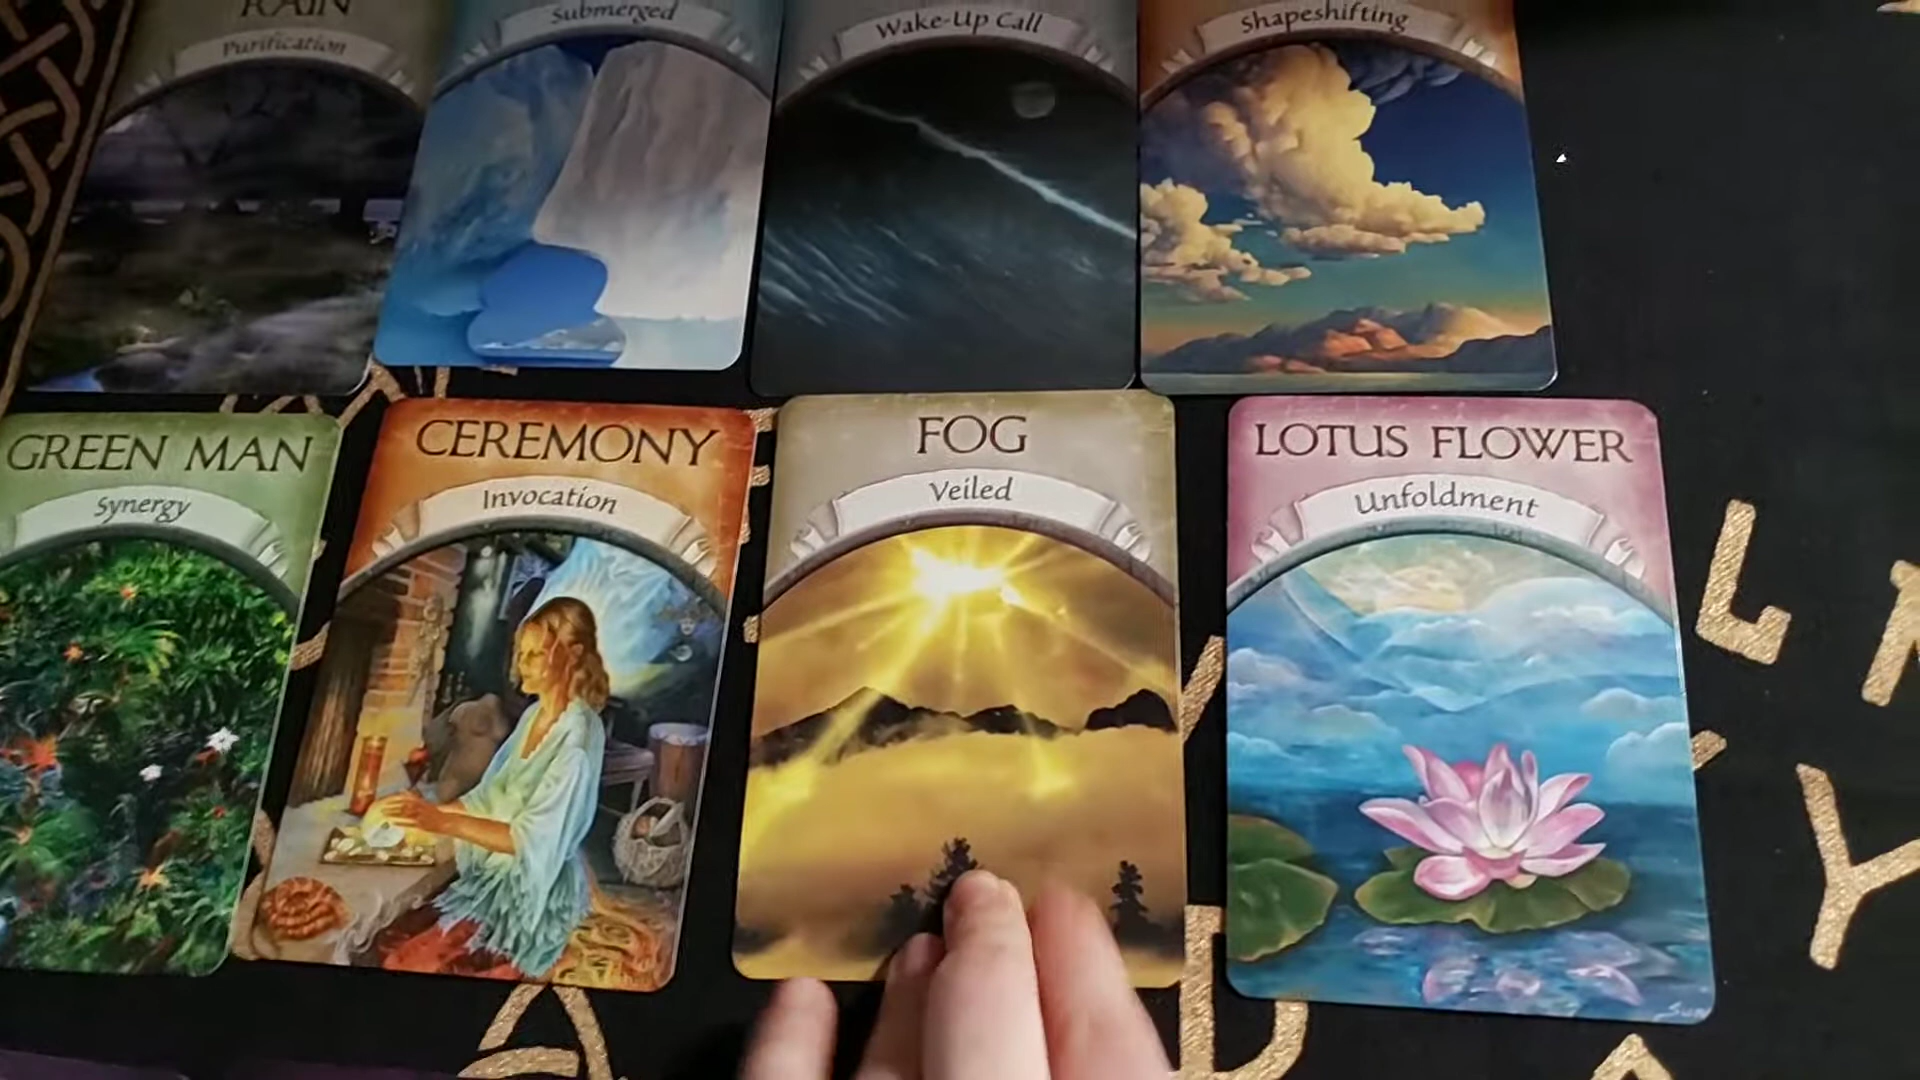 RAIN
Purification
Submerged
Wake-Up Call
Shapeshifting
GREEN MAN
Synergy
CEREMONY
Invocation
FOG
Veiled
LOTUS FLOWER
Unfoldment
L
Y
D